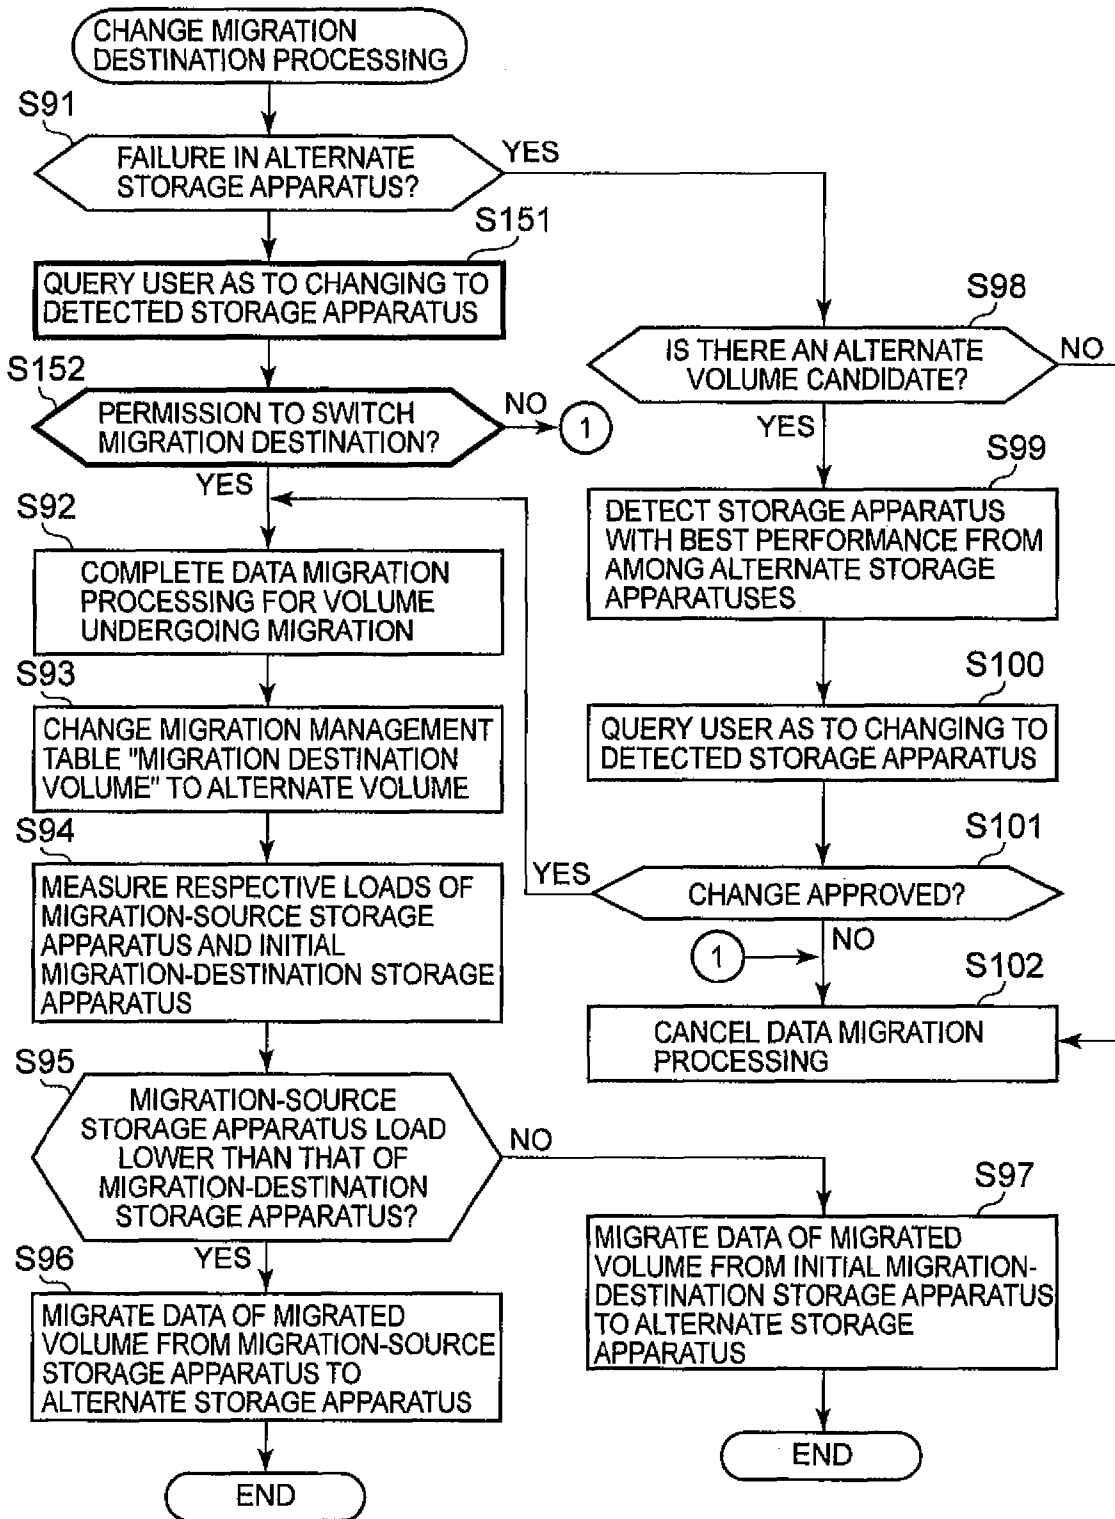 CHANGE MIGRATION
DESTINATION PROCESSING
S91
FAILURE IN ALTERNATE
STORAGE APPARATUS?
YES
S151
QUERY USER AS TO CHANGING TO
DETECTED STORAGE APPARATUS
S152
PERMISSION TO SWITCH
MIGRATION DESTINATION?
NO
1
YES
S92
COMPLETE DATA MIGRATION
PROCESSING FOR VOLUME
UNDERGOING MIGRATION
S93
CHANGE MIGRATION MANAGEMENT
TABLE "MIGRATION DESTINATION
VOLUME" TO ALTERNATE VOLUME
S94
MEASURE RESPECTIVE LOADS OF
MIGRATION-SOURCE STORAGE
APPARATUS AND INITIAL
MIGRATION-DESTINATION STORAGE
APPARATUS
S95
MIGRATION-SOURCE
STORAGE APPARATUS LOAD
LOWER THAN THAT OF
MIGRATION-DESTINATION
STORAGE APPARATUS?
NO
YES
S96
MIGRATE DATA OF MIGRATED
VOLUME FROM MIGRATION-SOURCE
STORAGE APPARATUS TO
ALTERNATE STORAGE APPARATUS
END
S98
IS THERE AN ALTERNATE
VOLUME CANDIDATE?
NO
YES
S99
DETECT STORAGE APPARATUS
WITH BEST PERFORMANCE FROM
AMONG ALTERNATE STORAGE
APPARATUSES
S100
QUERY USER AS TO CHANGING TO
DETECTED STORAGE APPARATUS
S101
CHANGE APPROVED?
YES
NO
1
S102
CANCEL DATA MIGRATION
PROCESSING
S97
MIGRATE DATA OF MIGRATED
VOLUME FROM INITIAL MIGRATION-
DESTINATION STORAGE APPARATUS
TO ALTERNATE STORAGE
APPARATUS
END